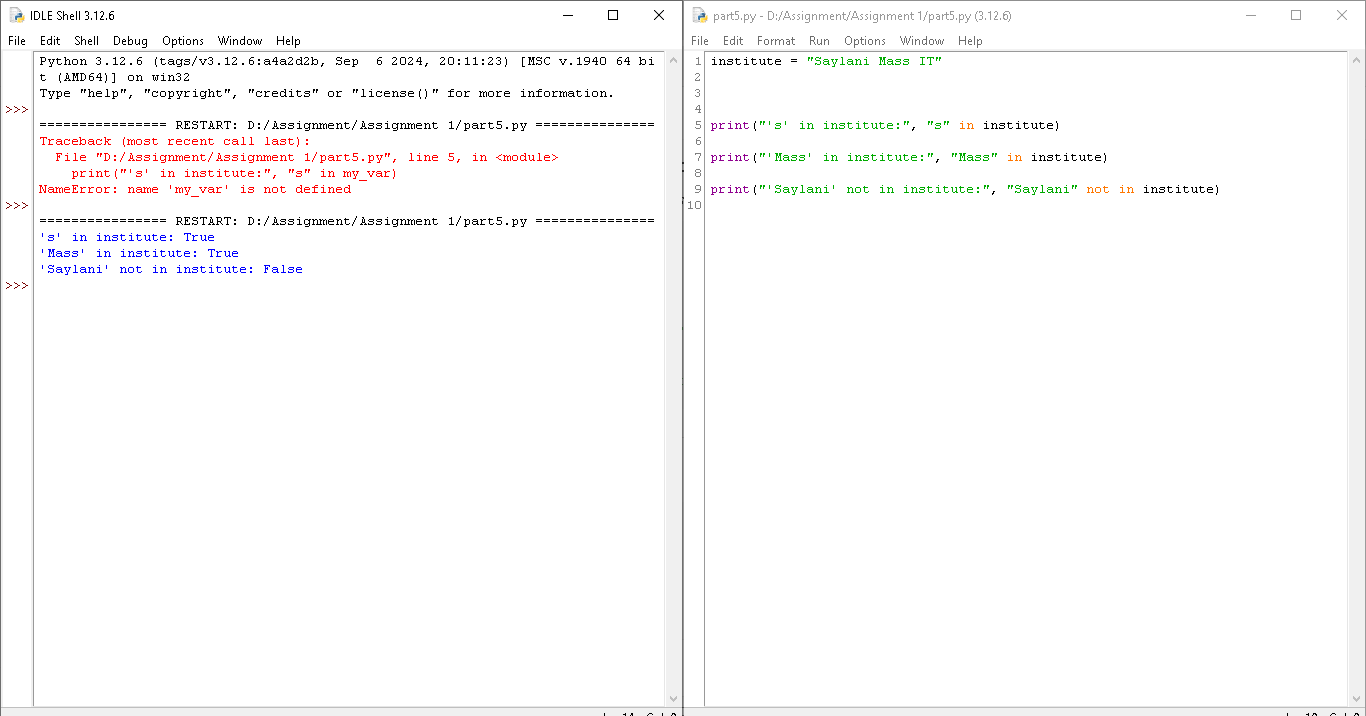 IDLE Shell 3.12.6
File Edit Shell Debug Options Window Help
Python 3.12.6 (tags/v3.12.6:a4a2d2b, Sep  6 2024, 20:11:23) [MSC v.1940 64 bi
t (AMD64)] on win32
Type "help", "copyright", "credits" or "license()" for more information.
>>>
================ RESTART: D:/Assignment/Assignment 1/part5.py ===============
Traceback (most recent call last):
  File "D:/Assignment/Assignment 1/part5.py", line 5, in <module>
    print("'s' in institute:", "s" in my_var)
NameError: name 'my_var' is not defined
>>>
================ RESTART: D:/Assignment/Assignment 1/part5.py ===============
's' in institute: True
'Mass' in institute: True
'Saylani' not in institute: False
>>>
part5.py - D:/Assignment/Assignment 1/part5.py (3.12.6)
File Edit Format Run Options Window Help
1 institute = "Saylani Mass IT"
2
3
4
5 print("'s' in institute:", "s" in institute)
6
7 print("'Mass' in institute:", "Mass" in institute)
8
9 print("'Saylani' not in institute:", "Saylani" not in institute)
10